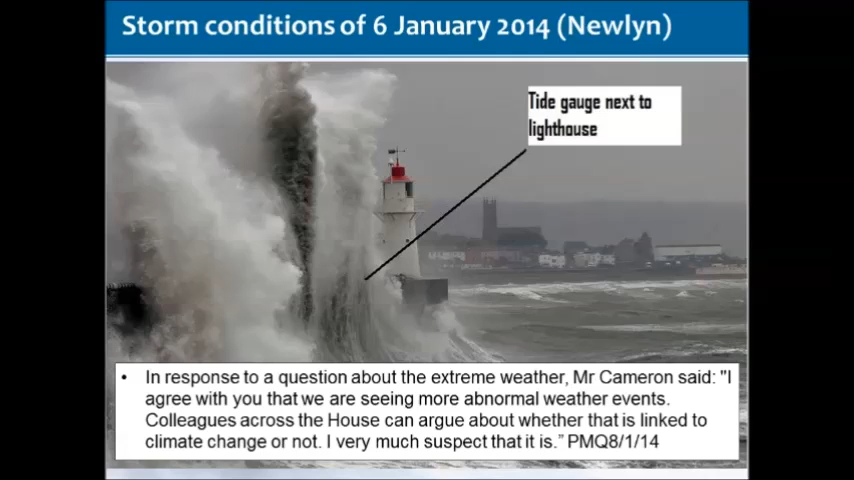 Storm conditions of 6 January 2014 (Newlyn)
Tide gauge next to
lighthouse
• In response to a question about the extreme weather, Mr Cameron said: "I
agree with you that we are seeing more abnormal weather events.
Colleagues across the House can argue about whether that is linked to
climate change or not. I very much suspect that it is.” PMQ8/1/14